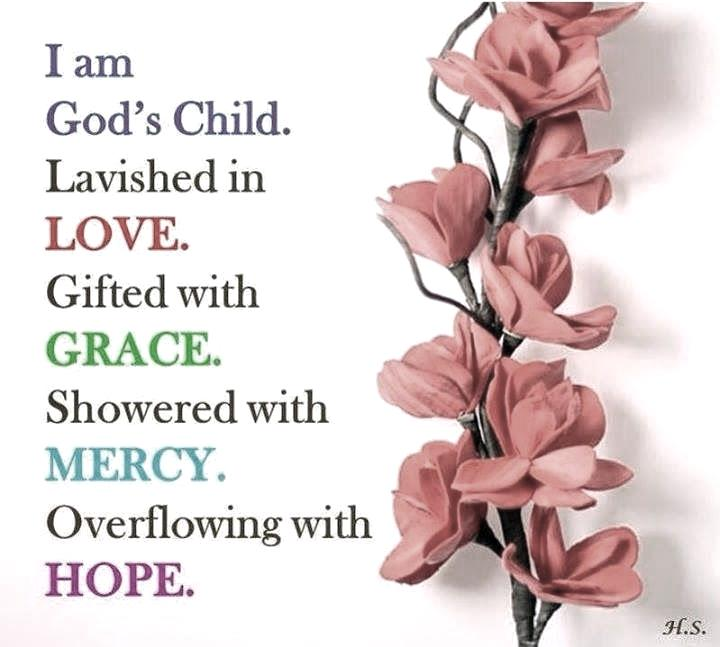 I am
God's Child.
Lavished in
LOVE.
Gifted with
GRACE.
Showered with
MERCY.
Overflowing with
HOPE.
H.S.